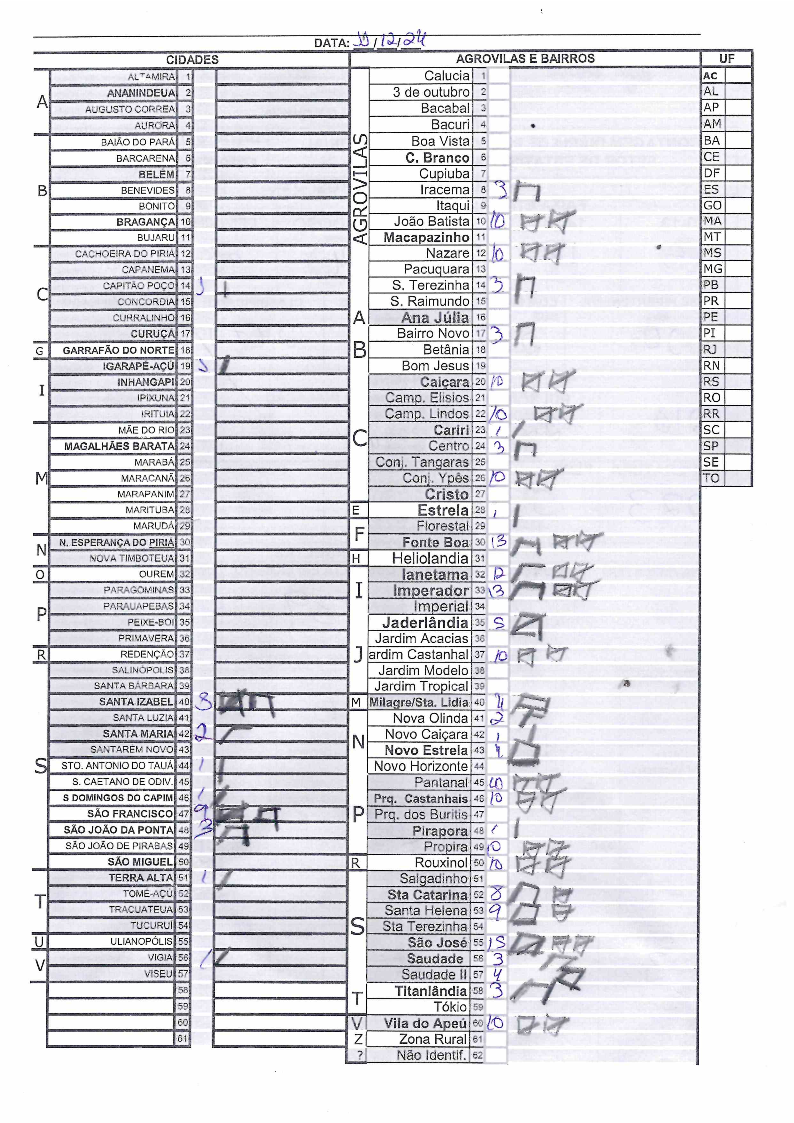 DATA: 10/12/24
CIDADES AGROVILAS E BAIRROS UF
A
ALTAMIRA 1
ANANINDEUA 2
AUGUSTO CORREA 3
AURORA 4
B
BAIÃO DO PARÁ 5
BARCARENA 6
BELÉM 7
BENEVIDES 8
BONITO 9
BRAGANÇA 10
BUJARU 11
C
CACHOEIRA DO PIRIÁ 12
CAPANEMA 13
CAPITÃO POÇO 14 1
CONCORDIA 15
CURRALINHO 16
CURUÇÁ 17
G
GARRAFÃO DO NORTE 18
I
IGARAPÉ-AÇÚ 19 1
INHANGAPI 20
IPIXUNA 21
IRITUIA 22
M
MÃE DO RIO 23
MAGALHÃES BARATA 24
MARABÁ 25
MARACANÃ 26
MARAPANIM 27
MARITUBA 28
MARUDÁ 29
N
N. ESPERANÇA DO PIRIÁ 30
NOVA TIMBOTEUA 31
O
OUREM 32
P
PARAGOMINAS 33
PARAUAPEBAS 34
PEIXE-BOI 35
PRIMAVERA 36
R
REDENÇÃO 37
S
SALINÓPOLIS 38
SANTA BÁRBARA 39
SANTA IZABEL 40 8
SANTA LUZIA 41
SANTA MARIA 42 2
SANTAREM NOVO 43
STO. ANTONIO DO TAUÁ 44 1
S. CAETANO DE ODIV. 45
S DOMINGOS DO CAPIM 46 1
SÃO FRANCISCO 47 9
SÃO JOÃO DA PONTA 48 3
SÃO JOÃO DE PIRABAS 49
SÃO MIGUEL 50
T
TERRA ALTA 51 1
TOMÉ-AÇÚ 52
TRACUATEUA 53
TUCURUÍ 54
U
ULIANOPÓLIS 55
V
VIGIA 56 1
VISEU 57
58
59
60
61
AGROVILAS
Calucia 1
3 de outubro 2
Bacabal 3
Bacuri 4
Boa Vista 5
C. Branco 6
Cupiuba 7
Iracema 8 3
Itaqui 9
João Batista 10 10
Macapazinho 11
Nazare 12 10
Pacuquara 13
S. Terezinha 14 3
S. Raimundo 15
A
Ana Júlia 16
B
Bairro Novo 17 3
Betânia 18
Bom Jesus 19
C
Caiçara 20 10
Camp. Elisios 21
Camp. Lindos 22 10
Cariri 23 1
Centro 24 3
Conj. Tangaras 25
Conj. Ypês 26 10
Cristo 27
E
Estrela 28 1
F
Florestal 29
Fonte Boa 30 13
H
Heliolandia 31
I
Ianetama 32
Imperador 33 13
Imperial 34
J
Jaderlândia 35 5
Jardim Acacias 36
ardim Castanhal 37 10
Jardim Modelo 38
Jardim Tropical 39
M
Milagre/Sta. Lidia 40
N
Nova Olinda 41 2
Novo Caiçara 42 1
Novo Estrela 43
Novo Horizonte 44
P
Pantanal 45 10
Prq. Castanhais 46 10
Prq. dos Buritis 47
Pirapora 48 1
Propira 49 10
R
Rouxinol 50 10
S
Salgadinho 51
Sta Catarina 52 8
Santa Helena 53 9
Sta Terezinha 54
São José 55 15
Saudade 56 3
Saudade II 57 4
T
Titanlândia 58 3
Tókio 59
V
Vila do Apeú 60 10
Z
Zona Rural 61
?
Não Identif. 62
AC
AL
AP
AM
BA
CE
DF
ES
GO
MA
MT
MS
MG
PB
PR
PE
PI
RJ
RN
RS
RO
RR
SC
SP
SE
TO